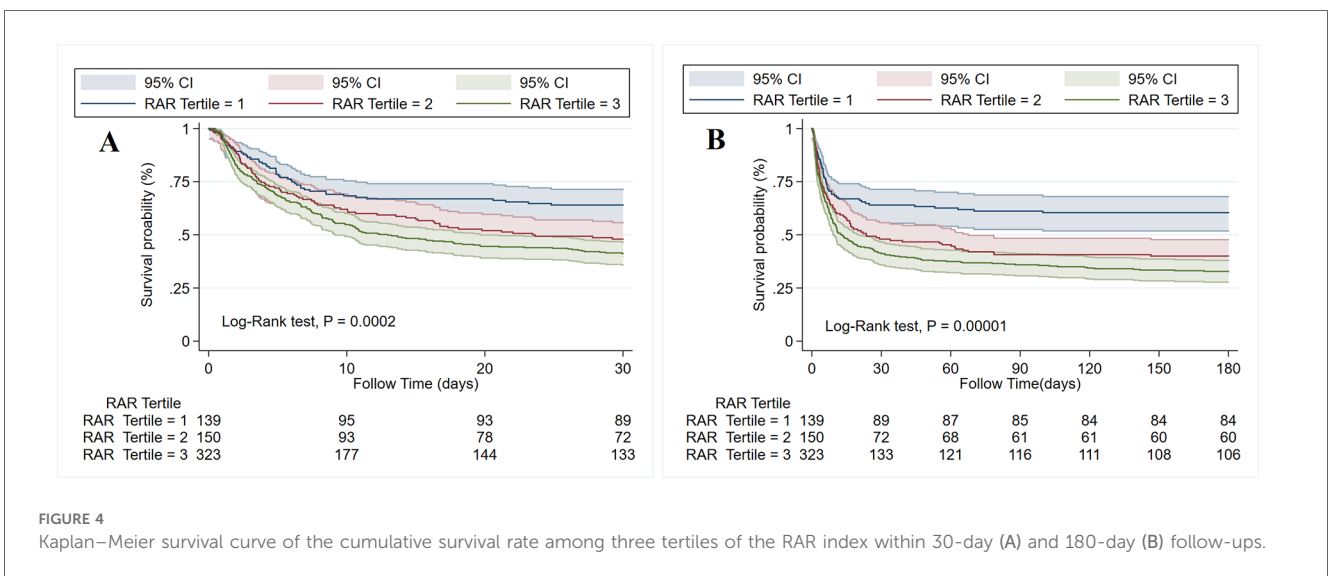 95% CI 95% CI 95% CI
RAR Tertile = 1 RAR Tertile = 2 RAR Tertile = 3
A
Survival probability (%)
1
.75
.5
.25
0
Log-Rank test, P = 0.0002
0 10 20 30
Follow Time (days)
RAR Tertile
RAR Tertile = 1 139 95 93 89
RAR Tertile = 2 150 93 78 72
RAR Tertile = 3 323 177 144 133
95% CI 95% CI 95% CI
RAR Tertile = 1 RAR Tertile = 2 RAR Tertile = 3
B
Survival probability (%)
1
.75
.5
.25
0
Log-Rank test, P = 0.00001
0 30 60 90 120 150 180
Follow Time(days)
RAR Tertile
RAR Tertile = 1 139 89 87 85 84 84 84
RAR Tertile = 2 150 72 68 61 61 60 60
RAR Tertile = 3 323 133 121 116 111 108 106
FIGURE 4
Kaplan–Meier survival curve of the cumulative survival rate among three tertiles of the RAR index within 30-day (A) and 180-day (B) follow-ups.